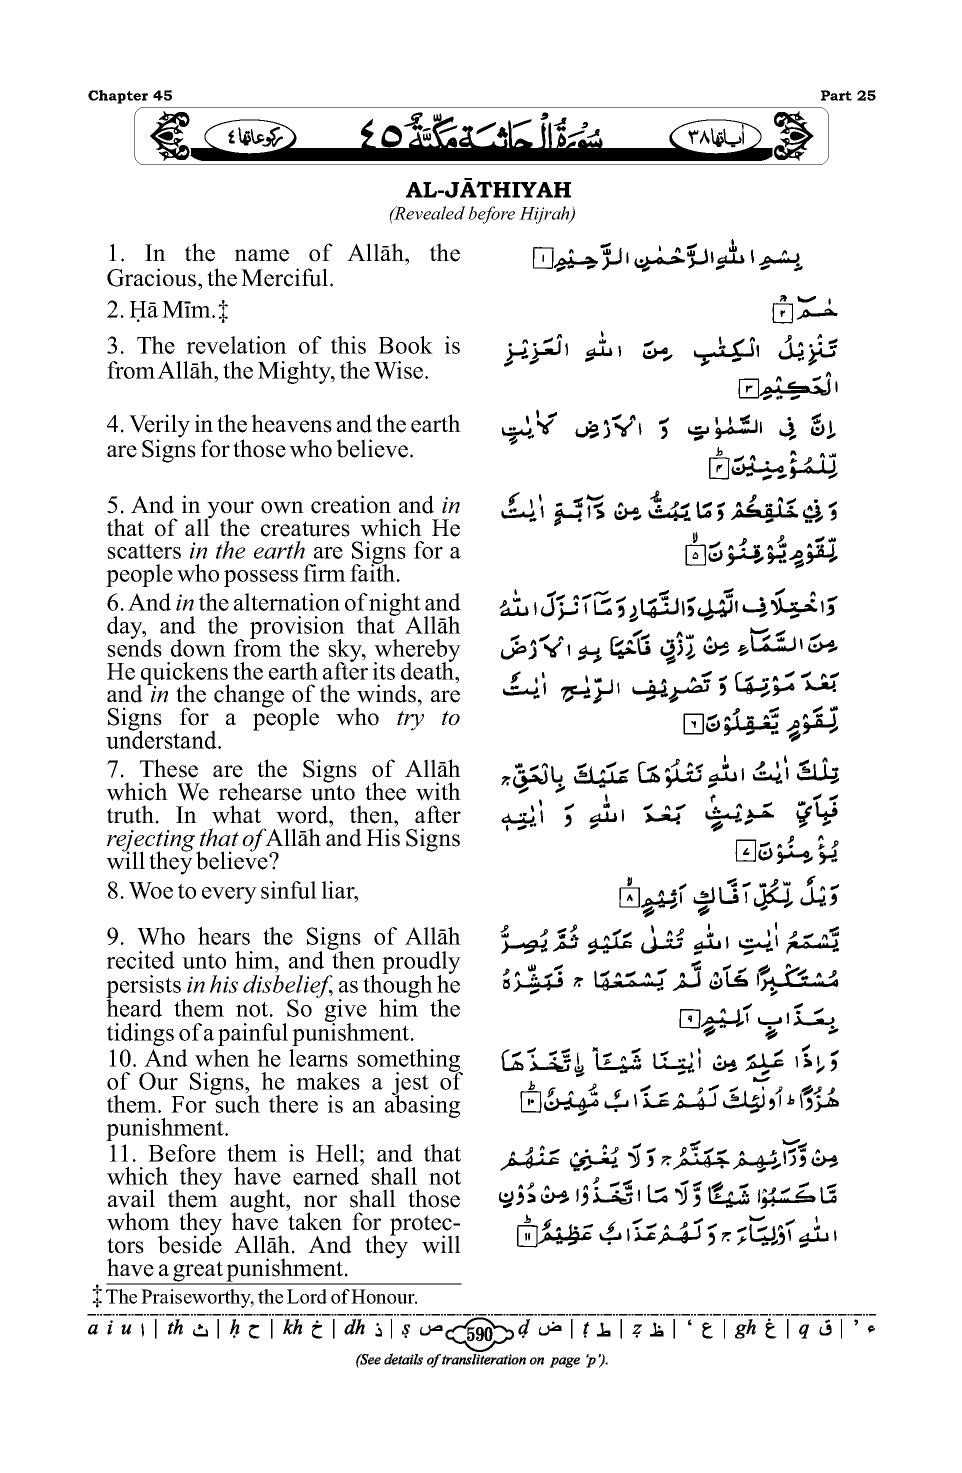 Chapter 45
Part 25
سُوْرَةُ الْجَاثِيَةِ مَكِّيَّةٌ ٤٥
اٰیاتھا ٣٨
رکوعاتھا ٤
AL-JĀTHIYAH
(Revealed before Hijrah)
1. In the name of Allāh, the
Gracious, the Merciful.
2. Ḥā Mīm.‡
3. The revelation of this Book is
from Allāh, the Mighty, the Wise.
4. Verily in the heavens and the earth
are Signs for those who believe.
5. And in your own creation and in
that of all the creatures which He
scatters in the earth are Signs for a
people who possess firm faith.
6. And in the alternation of night and
day, and the provision that Allāh
sends down from the sky, whereby
He quickens the earth after its death,
and in the change of the winds, are
Signs for a people who try to
understand.
7. These are the Signs of Allāh
which We rehearse unto thee with
truth. In what word, then, after
rejecting that of Allāh and His Signs
will they believe?
8. Woe to every sinful liar,
9. Who hears the Signs of Allāh
recited unto him, and then proudly
persists in his disbelief, as though he
heard them not. So give him the
tidings of a painful punishment.
10. And when he learns something
of Our Signs, he makes a jest of
them. For such there is an abasing
punishment.
11. Before them is Hell; and that
which they have earned shall not
avail them aught, nor shall those
whom they have taken for protec-
tors beside Allāh. And they will
have a great punishment.
بِسْمِ اللّٰهِ الرَّحْمٰنِ الرَّحِيْمِ ١
حٰمٓ ٢
تَنْزِيْلُ الْكِتٰبِ مِنَ اللّٰهِ الْعَزِيْزِ
الْحَكِيْمِ ٣
اِنَّ فِى السَّمٰوٰتِ وَ الْاَرْضِ لَاٰيٰتٍ
لِّلْمُؤْمِنِيْنَ ؕ ٤
وَ فِيْ خَلْقِكُمْ وَ مَا يَبُثُّ مِنْ دَآبَّةٍ اٰيٰتٌ
لِّقَوْمٍ يُّوْقِنُوْنَ ۙ ٥
وَ اخْتِلَافِ الَّيْلِ وَ النَّهَارِ وَ مَآ اَنْزَلَ اللّٰهُ
مِنَ السَّمَآءِ مِنْ رِّزْقٍ فَاَحْيَا بِهِ الْاَرْضَ
بَعْدَ مَوْتِهَا وَ تَصْرِيْفِ الرِّيٰحِ اٰيٰتٌ
لِّقَوْمٍ يَّعْقِلُوْنَ ٦
تِلْكَ اٰيٰتُ اللّٰهِ نَتْلُوْهَا عَلَيْكَ بِالْحَقِّ ۚ
فَبِاَيِّ حَدِيْثٍۭ بَعْدَ اللّٰهِ وَ اٰيٰتِهٖ
يُؤْمِنُوْنَ ٧
وَيْلٌ لِّكُلِّ اَفَّاكٍ اَثِيْمٍ ۙ ٨
يَّسْمَعُ اٰيٰتِ اللّٰهِ تُتْلٰى عَلَيْهِ ثُمَّ يُصِرُّ
مُسْتَكْبِرًا كَاَنْ لَّمْ يَسْمَعْهَا ۚ فَبَشِّرْهُ
بِعَذَابٍ اَلِيْمٍ ٩
وَ اِذَا عَلِمَ مِنْ اٰيٰتِنَا شَيْـًٔا اتَّخَذَهَا
هُزُوًا ؕ اُولٰٓئِكَ لَهُمْ عَذَابٌ مُّهِيْنٌ ؕ ١٠
مِنْ وَّرَآئِهِمْ جَهَنَّمُ ۚ وَ لَا يُغْنِيْ عَنْهُمْ
مَّا كَسَبُوْا شَيْـًٔا وَّ لَا مَا اتَّخَذُوْا مِنْ دُوْنِ
اللّٰهِ اَوْلِيَآءَ ۚ وَ لَهُمْ عَذَابٌ عَظِيْمٌ ؕ ١١
‡ The Praiseworthy, the Lord of Honour.
a i u ا | th ث | ḥ ح | kh خ | dh ذ | ṣ ص 590 ḍ ض | ṭ ط | ẓ ظ | ‘ ع | gh غ | q ق | ’ ء
(See details of transliteration on page ‘p’).